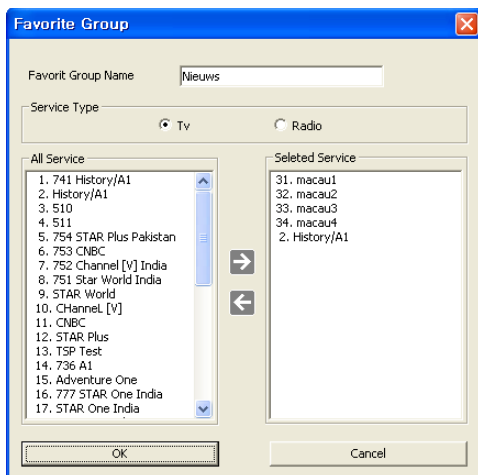 Favorite Group
Favorit Group Name
Nieuws
Service Type
Tv
Radio
All Service
1. 741 History/A1
2. History/A1
3. 510
4. 511
5. 754 STAR Plus Pakistan
6. 753 CNBC
7. 752 Channel [V] India
8. 751 Star World India
9. STAR World
10. CHanneL [V]
11. CNBC
12. STAR Plus
13. TSP Test
14. 736 A1
15. Adventure One
16. 777 STAR One India
17. STAR One India
Seleted Service
31. macau1
32. macau2
33. macau3
34. macau4
2. History/A1
OK
Cancel